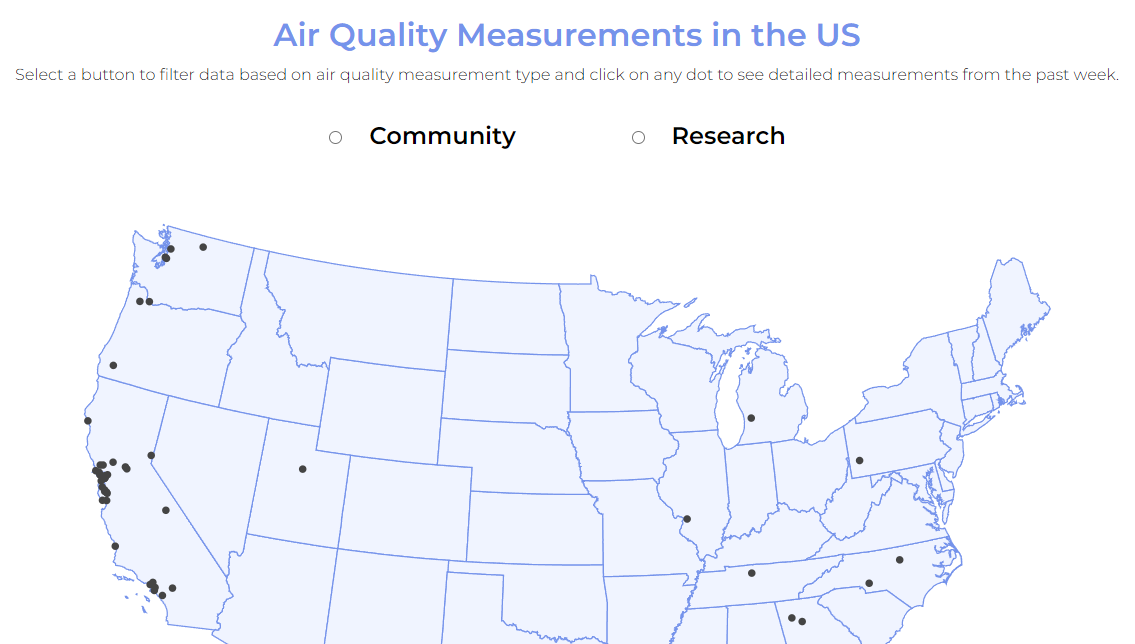 Air Quality Measurements in the US
Select a button to filter data based on air quality measurement type and click on any dot to see detailed measurements from the past week.
Community Research